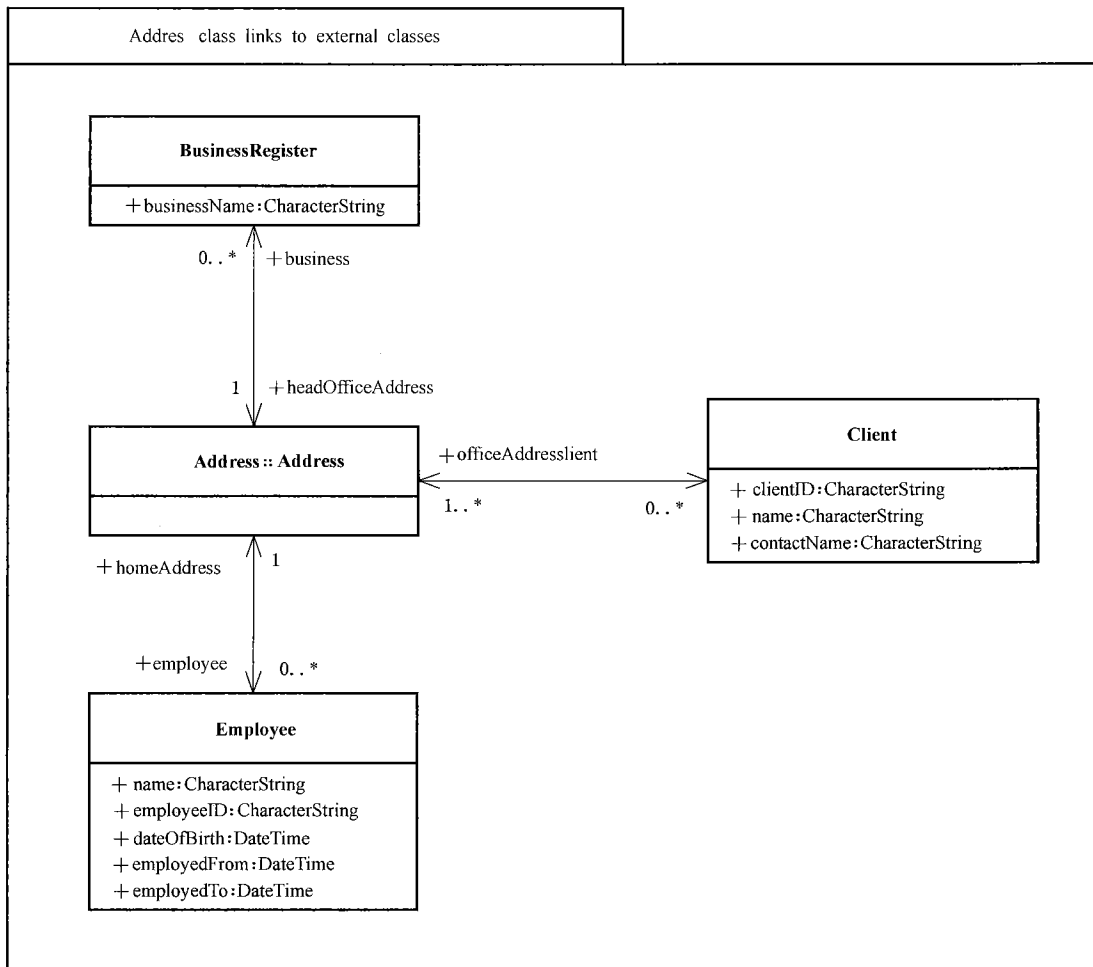 Addres class links to external classes
BusinessRegister
+businessName:CharacterString
0..* +business
1 +headOfficeAddress
Address::Address
+officeAddresslient
1..* 0..*
Client
+ clientID:CharacterString
+ name:CharacterString
+ contactName:CharacterString
+homeAddress 1
+employee 0..*
Employee
+ name:CharacterString
+ employeeID:CharacterString
+ dateOfBirth:DateTime
+ employedFrom:DateTime
+ employedTo:DateTime